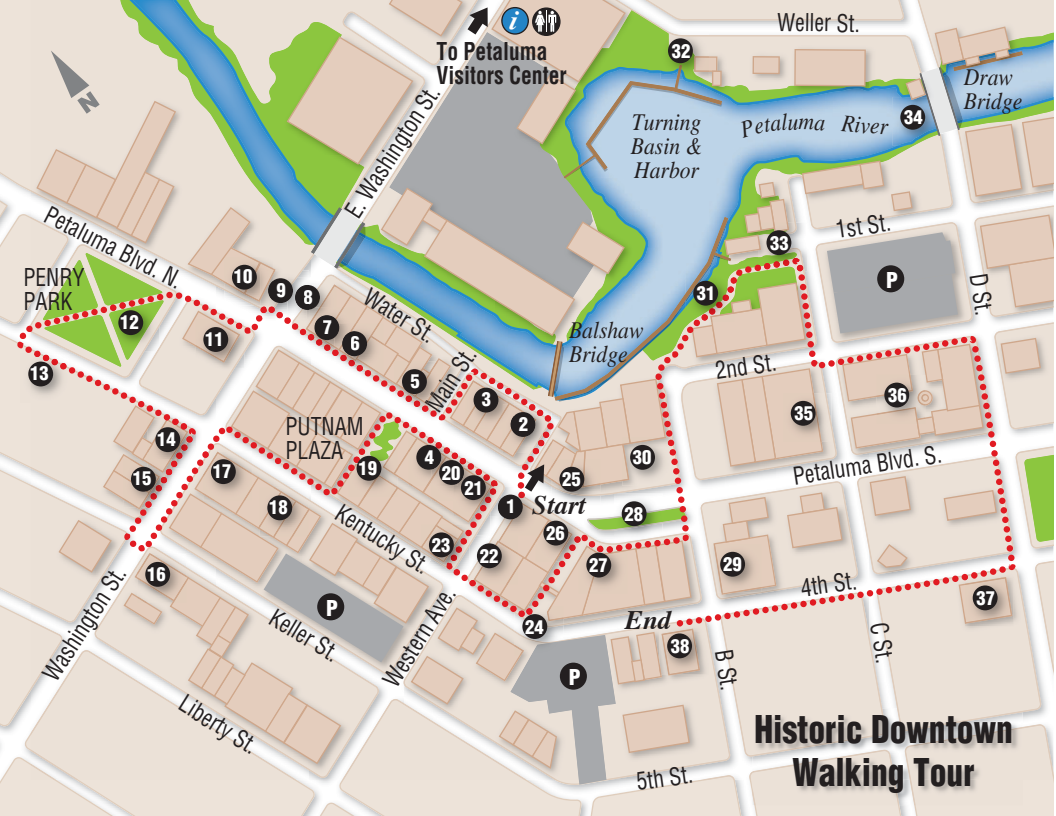 Weller St.
i
To Petaluma
Visitors Center
32
Draw
Bridge
N
E. Washington St.
Turning
Basin &
Harbor
Petaluma River
34
Petaluma Blvd. N.
1st St.
33
PENRY
PARK
10
9
8
Water St.
31
P
D St.
12
11
7
6
Balshaw
Bridge
13
5
Main St.
3
2nd St.
36
14
PUTNAM
PLAZA
2
35
15
17
19
4
20
21
25
30
Petaluma Blvd. S.
18
1
Start
28
Kentucky St.
23
22
26
27
29
16
P
4th St.
37
Washington St.
Keller St.
Western Ave.
24
End
38
B St.
C St.
P
Liberty St.
5th St.
Historic Downtown
Walking Tour